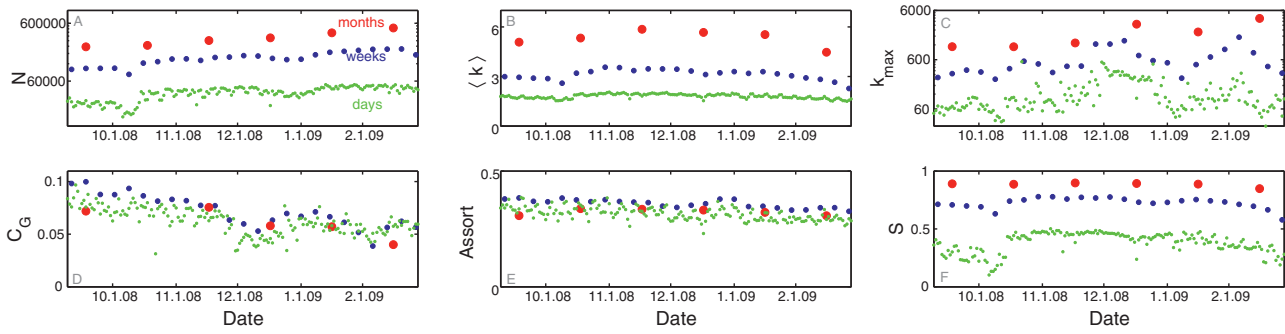 A
600000
N
60000
months
weeks
days
10.1.08 11.1.08 12.1.08 1.1.09 2.1.09
B
6
⟨ k ⟩
3
0
10.1.08 11.1.08 12.1.08 1.1.09 2.1.09
C
6000
k_max
600
60
10.1.08 11.1.08 12.1.08 1.1.09 2.1.09
0.1
C_G
0.05
0
D
10.1.08 11.1.08 12.1.08 1.1.09 2.1.09
Date
0.5
Assort
0
E
10.1.08 11.1.08 12.1.08 1.1.09 2.1.09
Date
1
S
0.5
0
F
10.1.08 11.1.08 12.1.08 1.1.09 2.1.09
Date